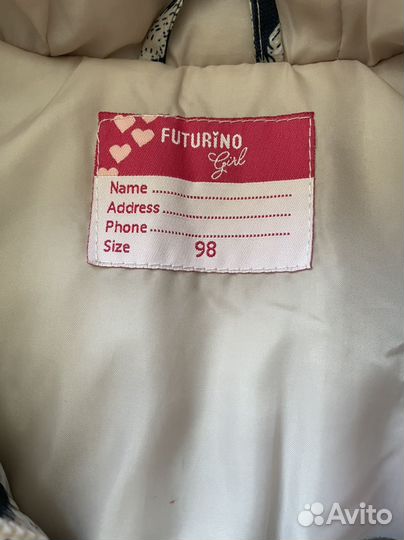 FUTURINO
Girl
Name ..............................
Address ..........................
Phone .............................
Size 98
Avito